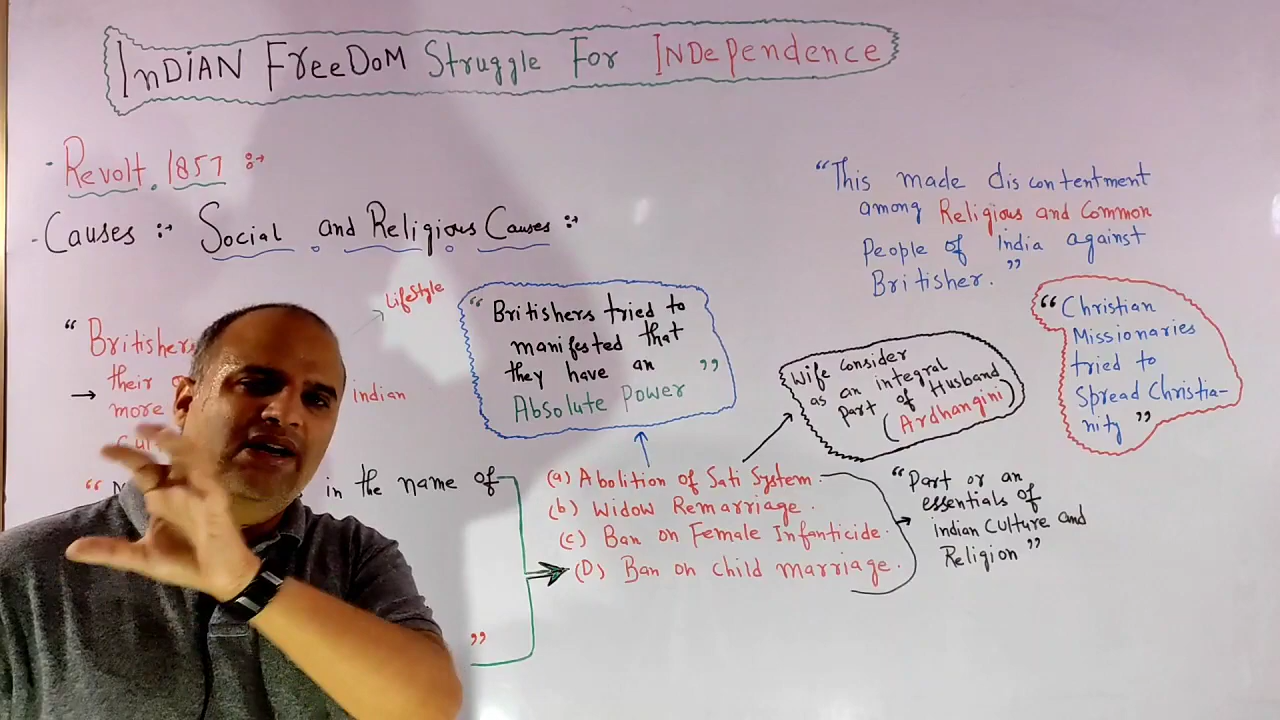 InDIAN FreeDoM Struggle For INDependence
- Revolt 1857 :→
- Causes :→ Social and Religious Causes :→
"This made discontentment
among Religious and Common
People of India against
Britisher."
LifeStyle
"Britishers
→ their
more indian
"Britishers tried to
manifested that
they have an "
Absolute Power
Wife consider
as an integral
part of Husband
(Ardhangini)
"Christian
Missionaries
tried to
Spread Christia-
nity"
" in the name of
"
(a) Abolition of Sati System.
(b) Widow Remarriage.
(c) Ban on Female Infanticide.
(D) Ban on child marriage.
"Part or an
essentials of
indian Culture and
Religion"